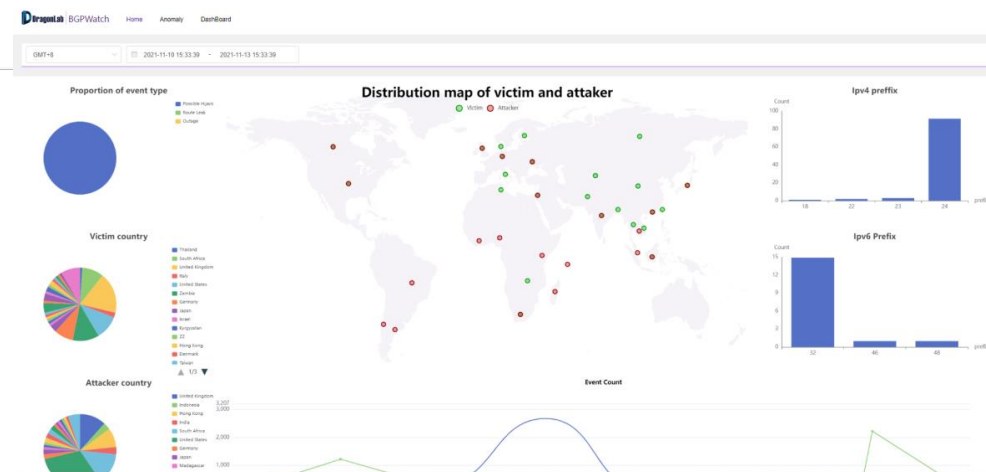 DragonLab BGPWatch Home Anomaly DashBoard
GMT+8 2021-11-10 15:33:39 - 2021-11-13 15:33:39
Proportion of event type
Possible Hijack
Route Leak
Outage
Distribution map of victim and attaker
Victim Attacker
Ipv4 preffix
Count
100
80
60
40
20
0
18 22 23 24
Victim country
Thailand
South Africa
United Kingdom
Italy
United States
Zambia
Germany
Japan
Israel
Kyrgyzstan
ZZ
Hong Kong
Denmark
Taiwan
1/3
Ipv6 Prefix
Count
15
12
9
6
3
0
32 46 48
Attacker country
United Kingdom
Indonesia
Hong Kong
India
South Africa
United States
Germany
Japan
Madagascar
Event Count
3,207
3,000
2,000
1,000